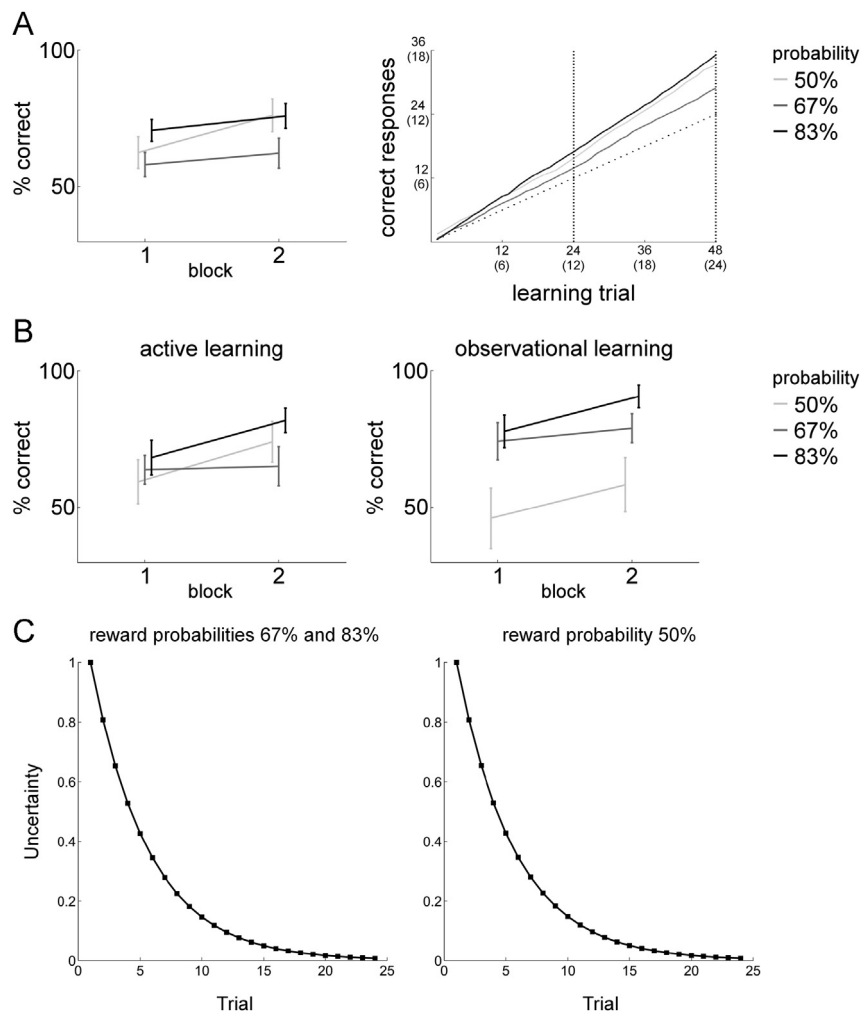 A
100
50
% correct
1
2
block
36
(18)
24
(12)
12
(6)
correct responses
12
(6)
24
(12)
36
(18)
48
(24)
learning trial
probability
50%
67%
83%
B
active learning
100
50
% correct
1
2
block
observational learning
100
50
% correct
1
2
block
probability
50%
67%
83%
C
reward probabilities 67% and 83%
1
0.8
0.6
0.4
0.2
0
Uncertainty
0
5
10
15
20
25
Trial
reward probability 50%
1
0.8
0.6
0.4
0.2
0
0
5
10
15
20
25
Trial